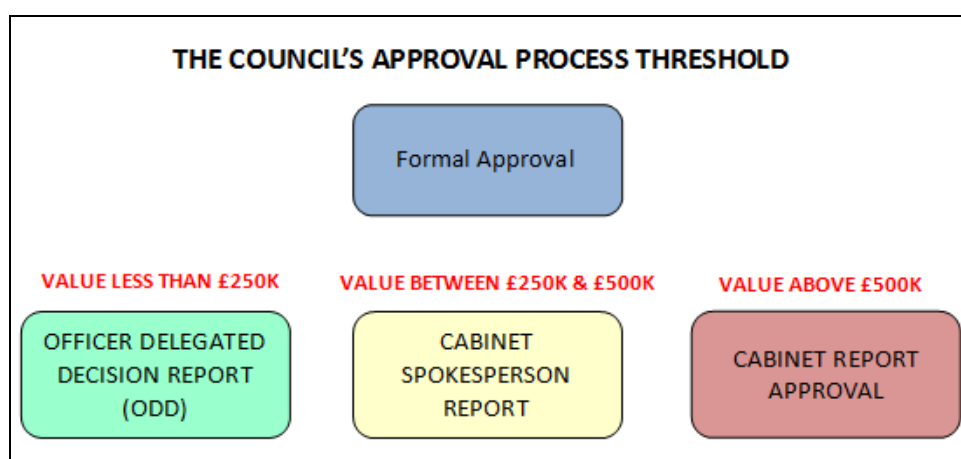 THE COUNCIL'S APPROVAL PROCESS THRESHOLD
Formal Approval
VALUE LESS THAN £250K
OFFICER DELEGATED
DECISION REPORT
(ODD)
VALUE BETWEEN £250K & £500K
CABINET
SPOKESPERSON
REPORT
VALUE ABOVE £500K
CABINET REPORT
APPROVAL